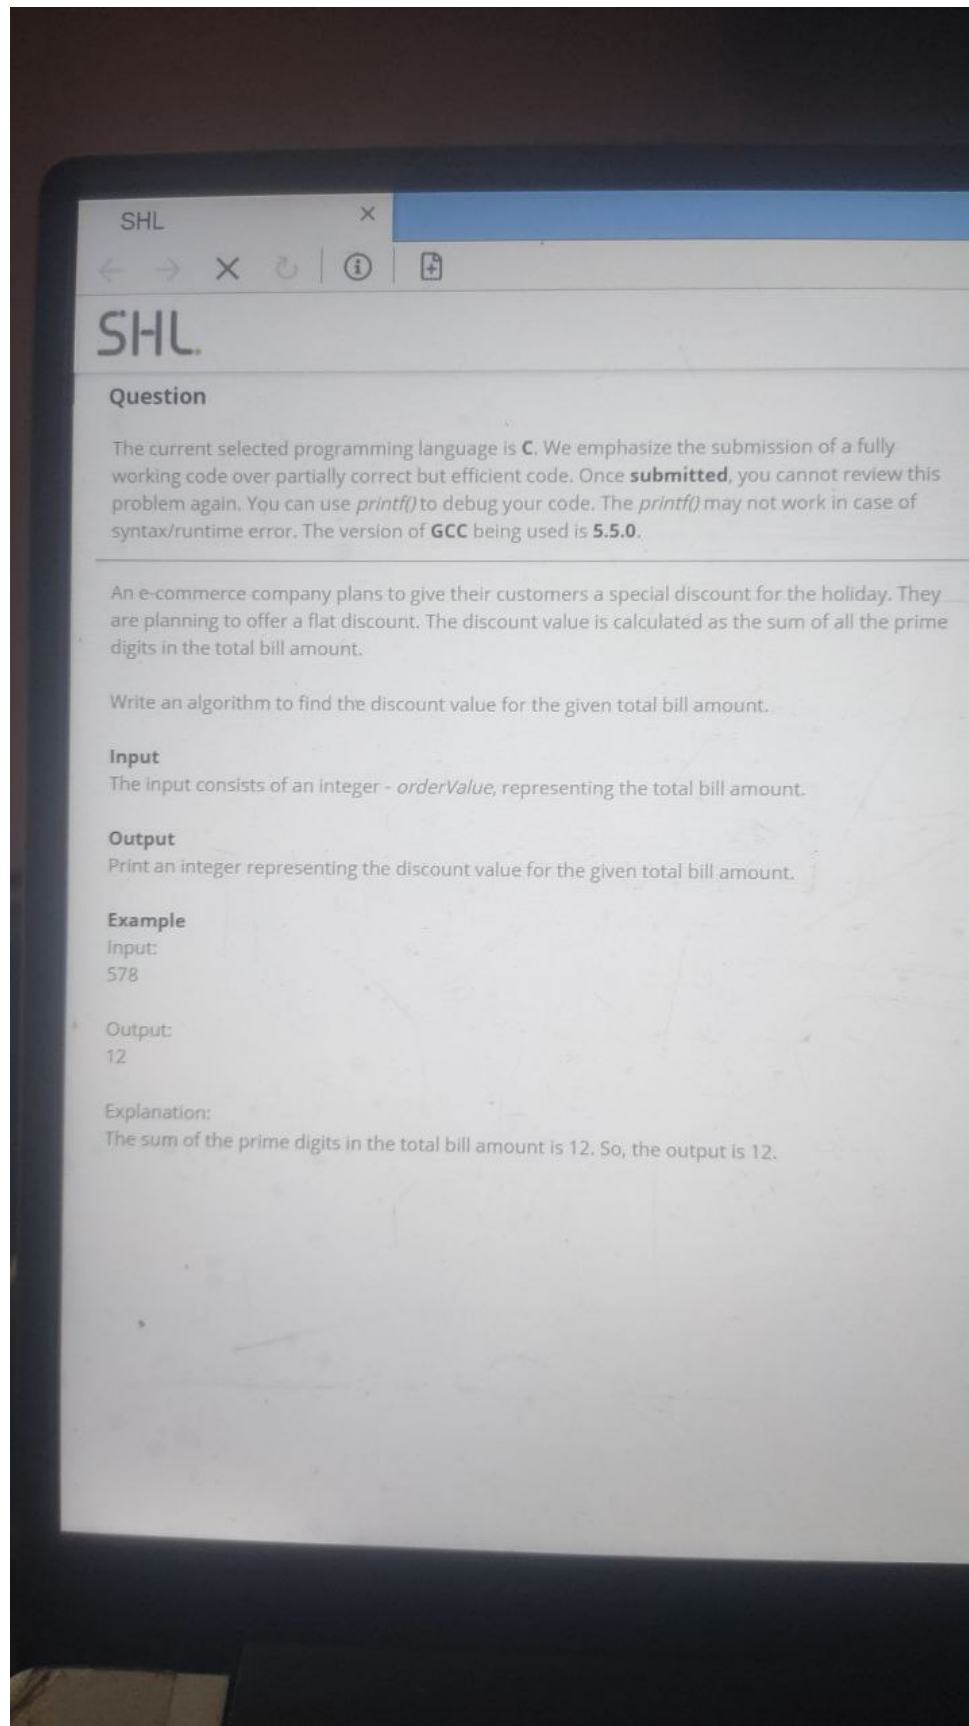 SHL
SHL.
Question
The current selected programming language is C. We emphasize the submission of a fully
working code over partially correct but efficient code. Once submitted, you cannot review this
problem again. You can use printf() to debug your code. The printf() may not work in case of
syntax/runtime error. The version of GCC being used is 5.5.0.
An e-commerce company plans to give their customers a special discount for the holiday. They
are planning to offer a flat discount. The discount value is calculated as the sum of all the prime
digits in the total bill amount.
Write an algorithm to find the discount value for the given total bill amount.
Input
The input consists of an integer - orderValue, representing the total bill amount.
Output
Print an integer representing the discount value for the given total bill amount.
Example
Input:
578
Output:
12
Explanation:
The sum of the prime digits in the total bill amount is 12. So, the output is 12.